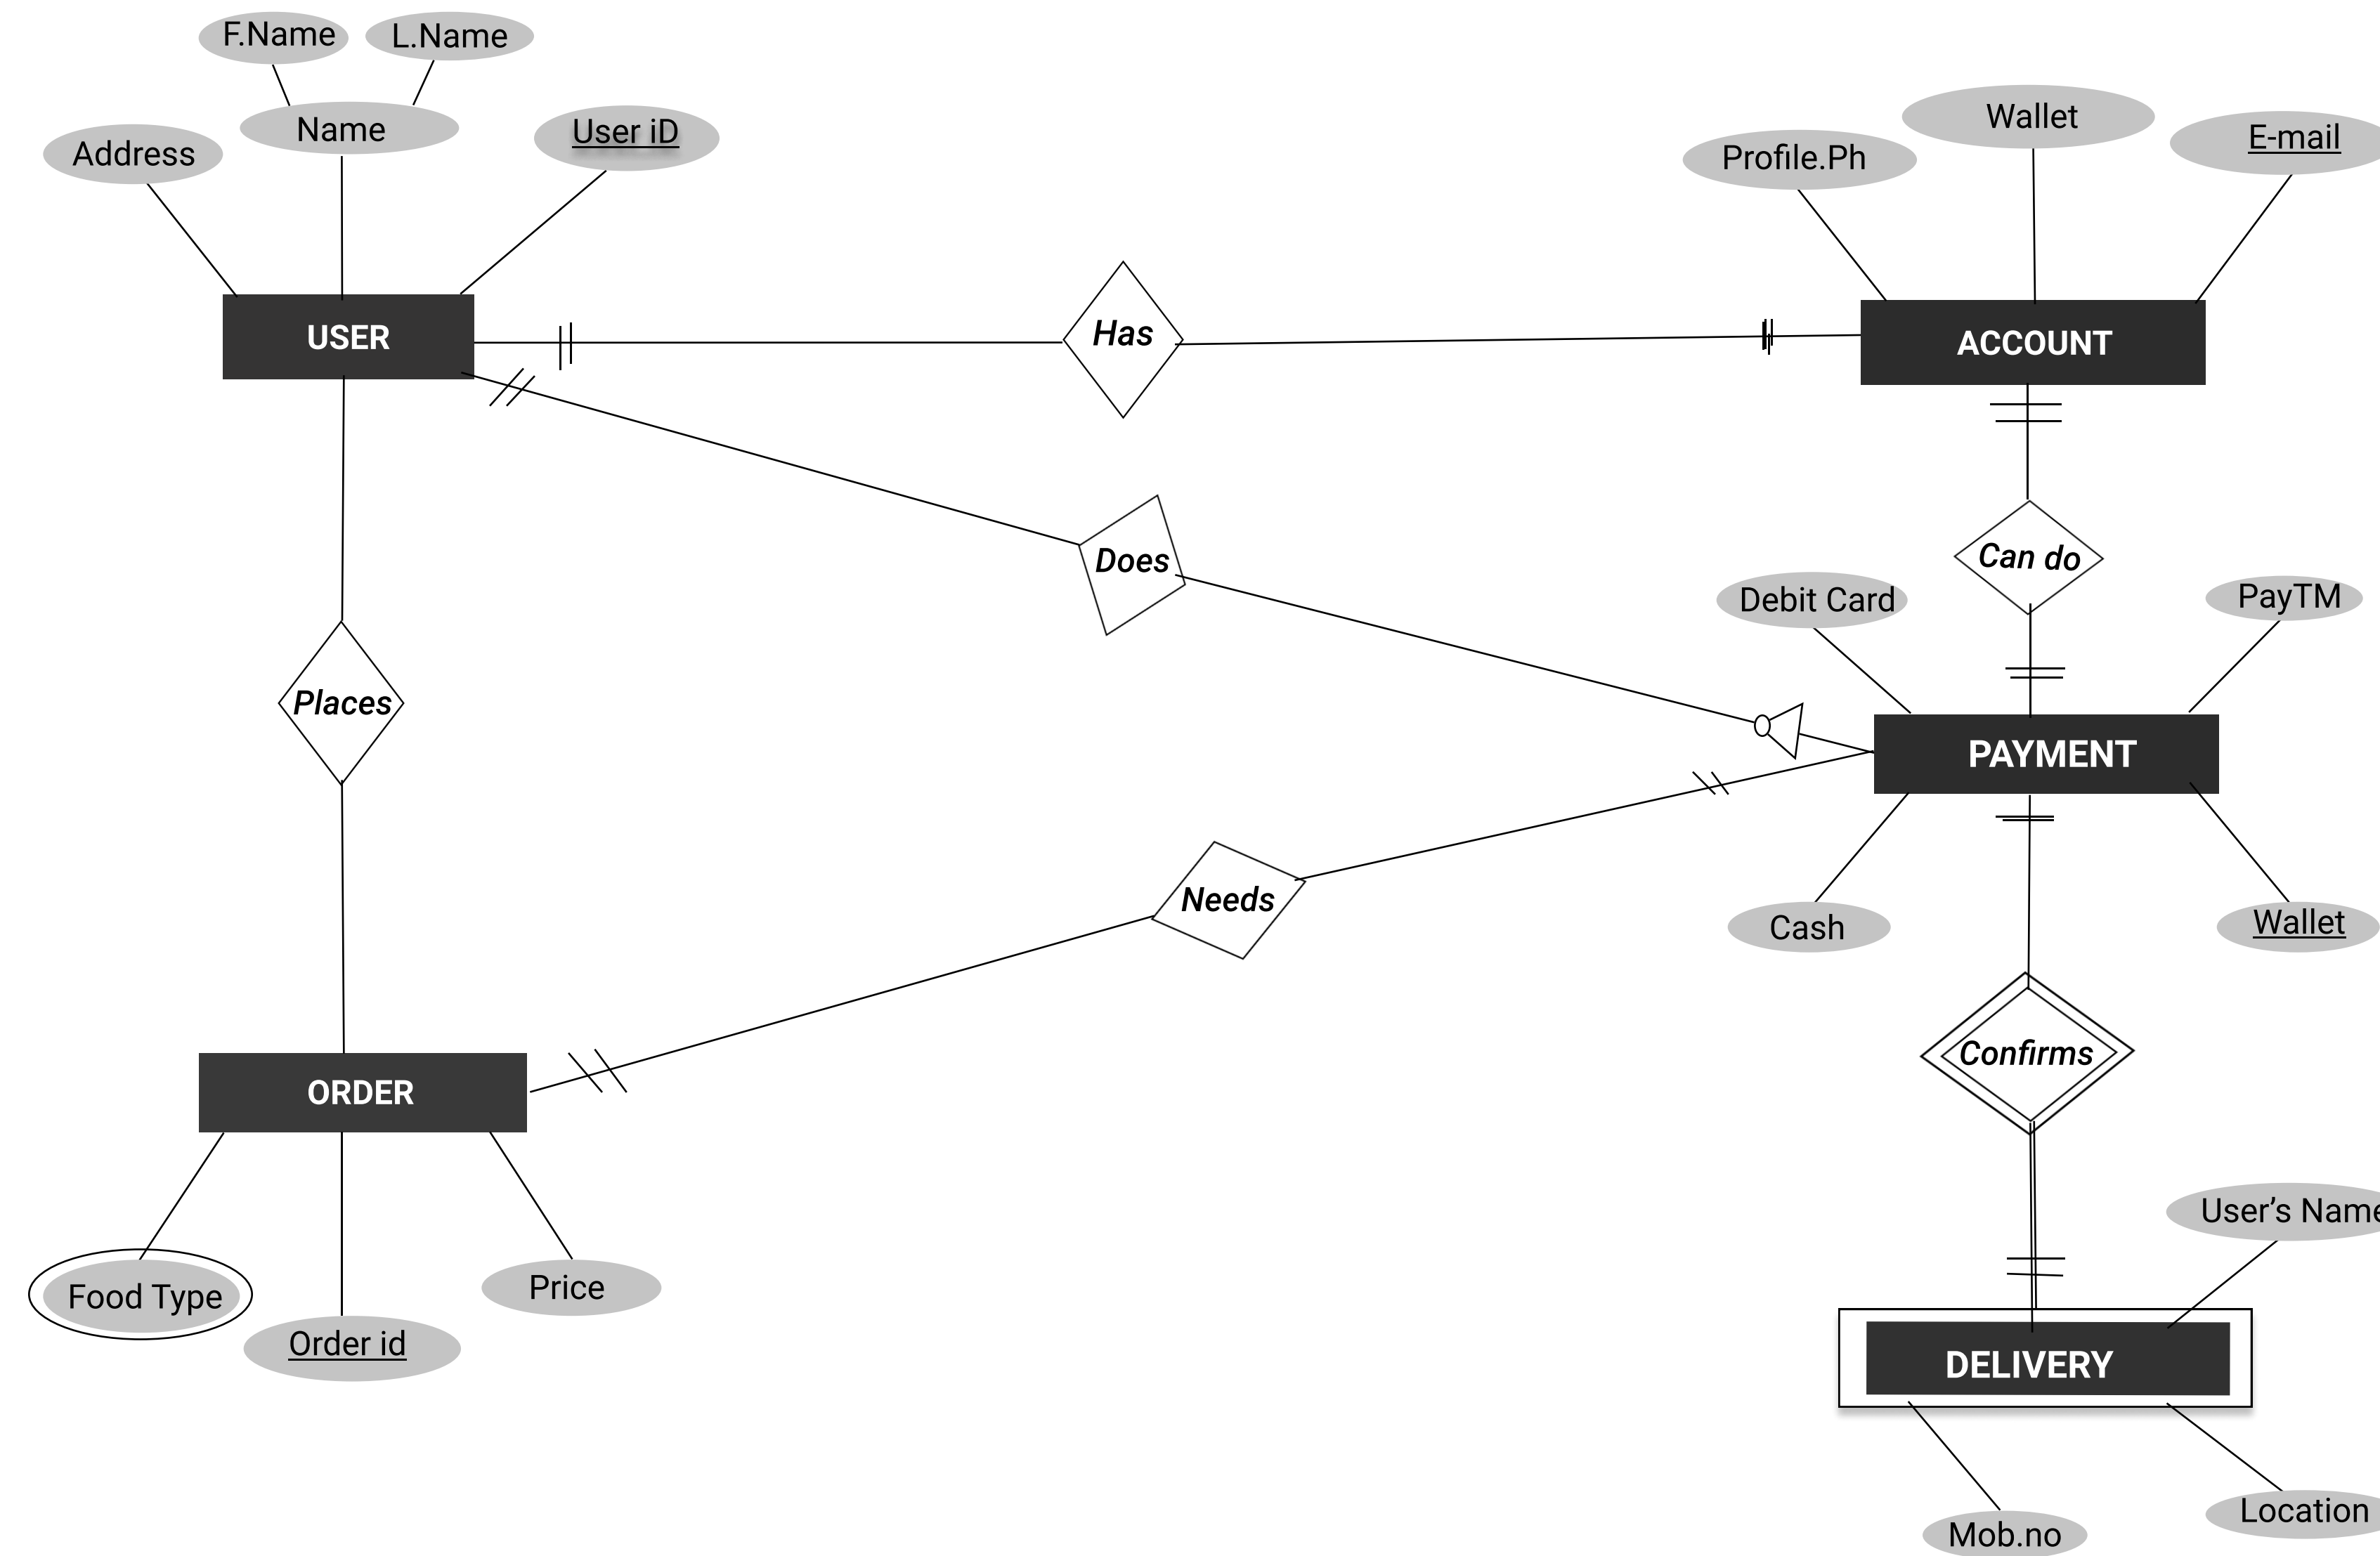 F.Name
L.Name
Address
Name
User iD
Profile.Ph
Wallet
E-mail
USER
Has
ACCOUNT
Does
Can do
Debit Card
PayTM
Places
PAYMENT
Needs
Cash
Wallet
Confirms
ORDER
User’s Name
Food Type
Order id
Price
DELIVERY
Mob.no
Location